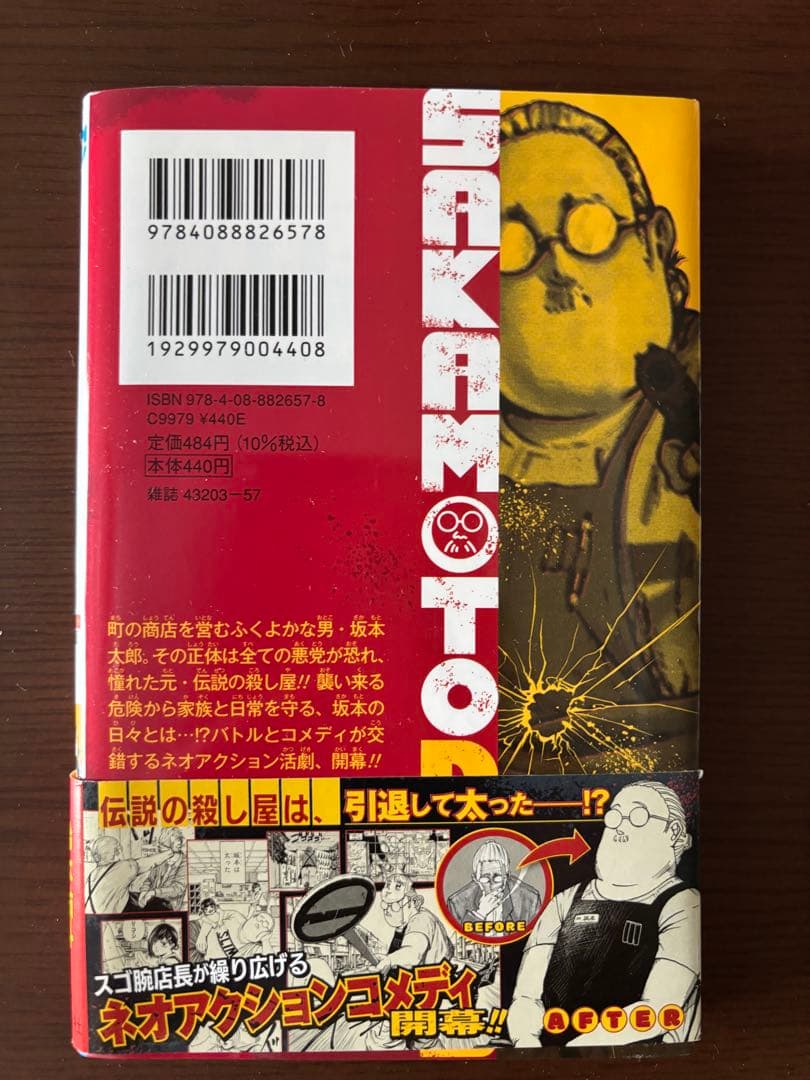 9784088826578
1929979004408
ISBN 978-4-08-882657-8
C9979 ¥440E
定価484円(10%税込)
本体440円
雑誌 43203-57
SAKAMOTO
町の商店を営むふくよかな男・坂本
太郎。その正体は全ての悪党が恐れ、
憧れた元・伝説の殺し屋!!襲い来る
危険から家族と日常を守る、坂本の
日々とは…!?バトルとコメディが交
錯するネオアクション活劇、開幕!!
伝説の殺し屋は、引退して太った──!?
坂本は
太った
BEFORE
スゴ腕店長が繰り広げる
ネオアクションコメディ
開幕!!
AFTER